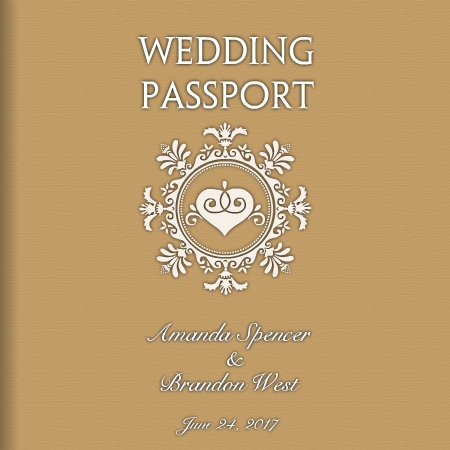 WEDDING
PASSPORT
Amanda Spencer
&
Brandon West
June 24, 2017